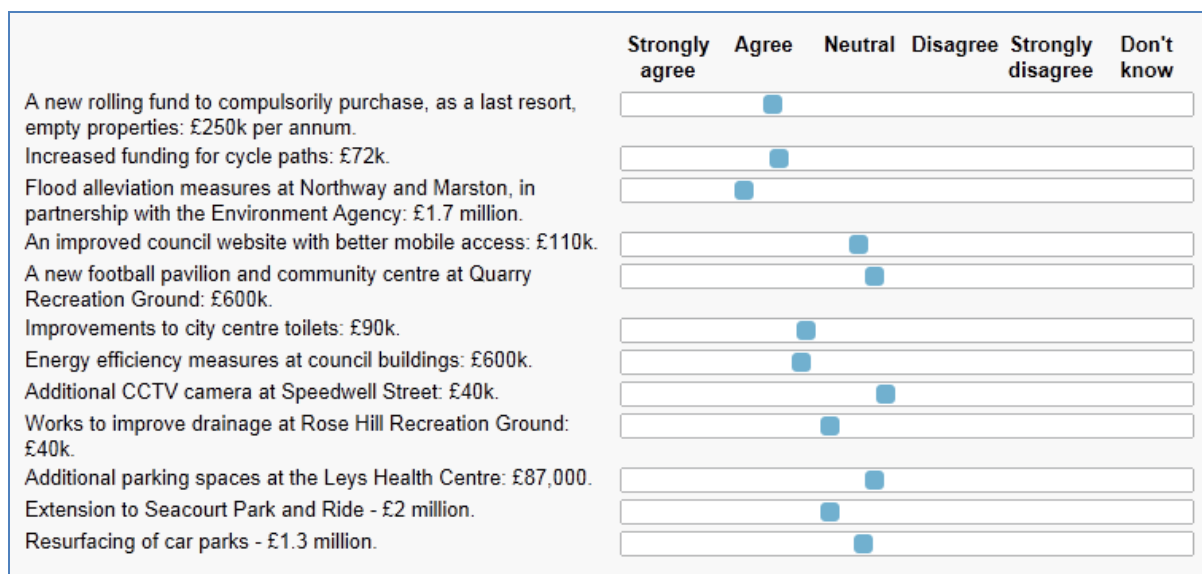 Strongly agree Agree Neutral Disagree Strongly disagree Don't know
A new rolling fund to compulsorily purchase, as a last resort,
empty properties: £250k per annum.
Increased funding for cycle paths: £72k.
Flood alleviation measures at Northway and Marston, in
partnership with the Environment Agency: £1.7 million.
An improved council website with better mobile access: £110k.
A new football pavilion and community centre at Quarry
Recreation Ground: £600k.
Improvements to city centre toilets: £90k.
Energy efficiency measures at council buildings: £600k.
Additional CCTV camera at Speedwell Street: £40k.
Works to improve drainage at Rose Hill Recreation Ground:
£40k.
Additional parking spaces at the Leys Health Centre: £87,000.
Extension to Seacourt Park and Ride - £2 million.
Resurfacing of car parks - £1.3 million.